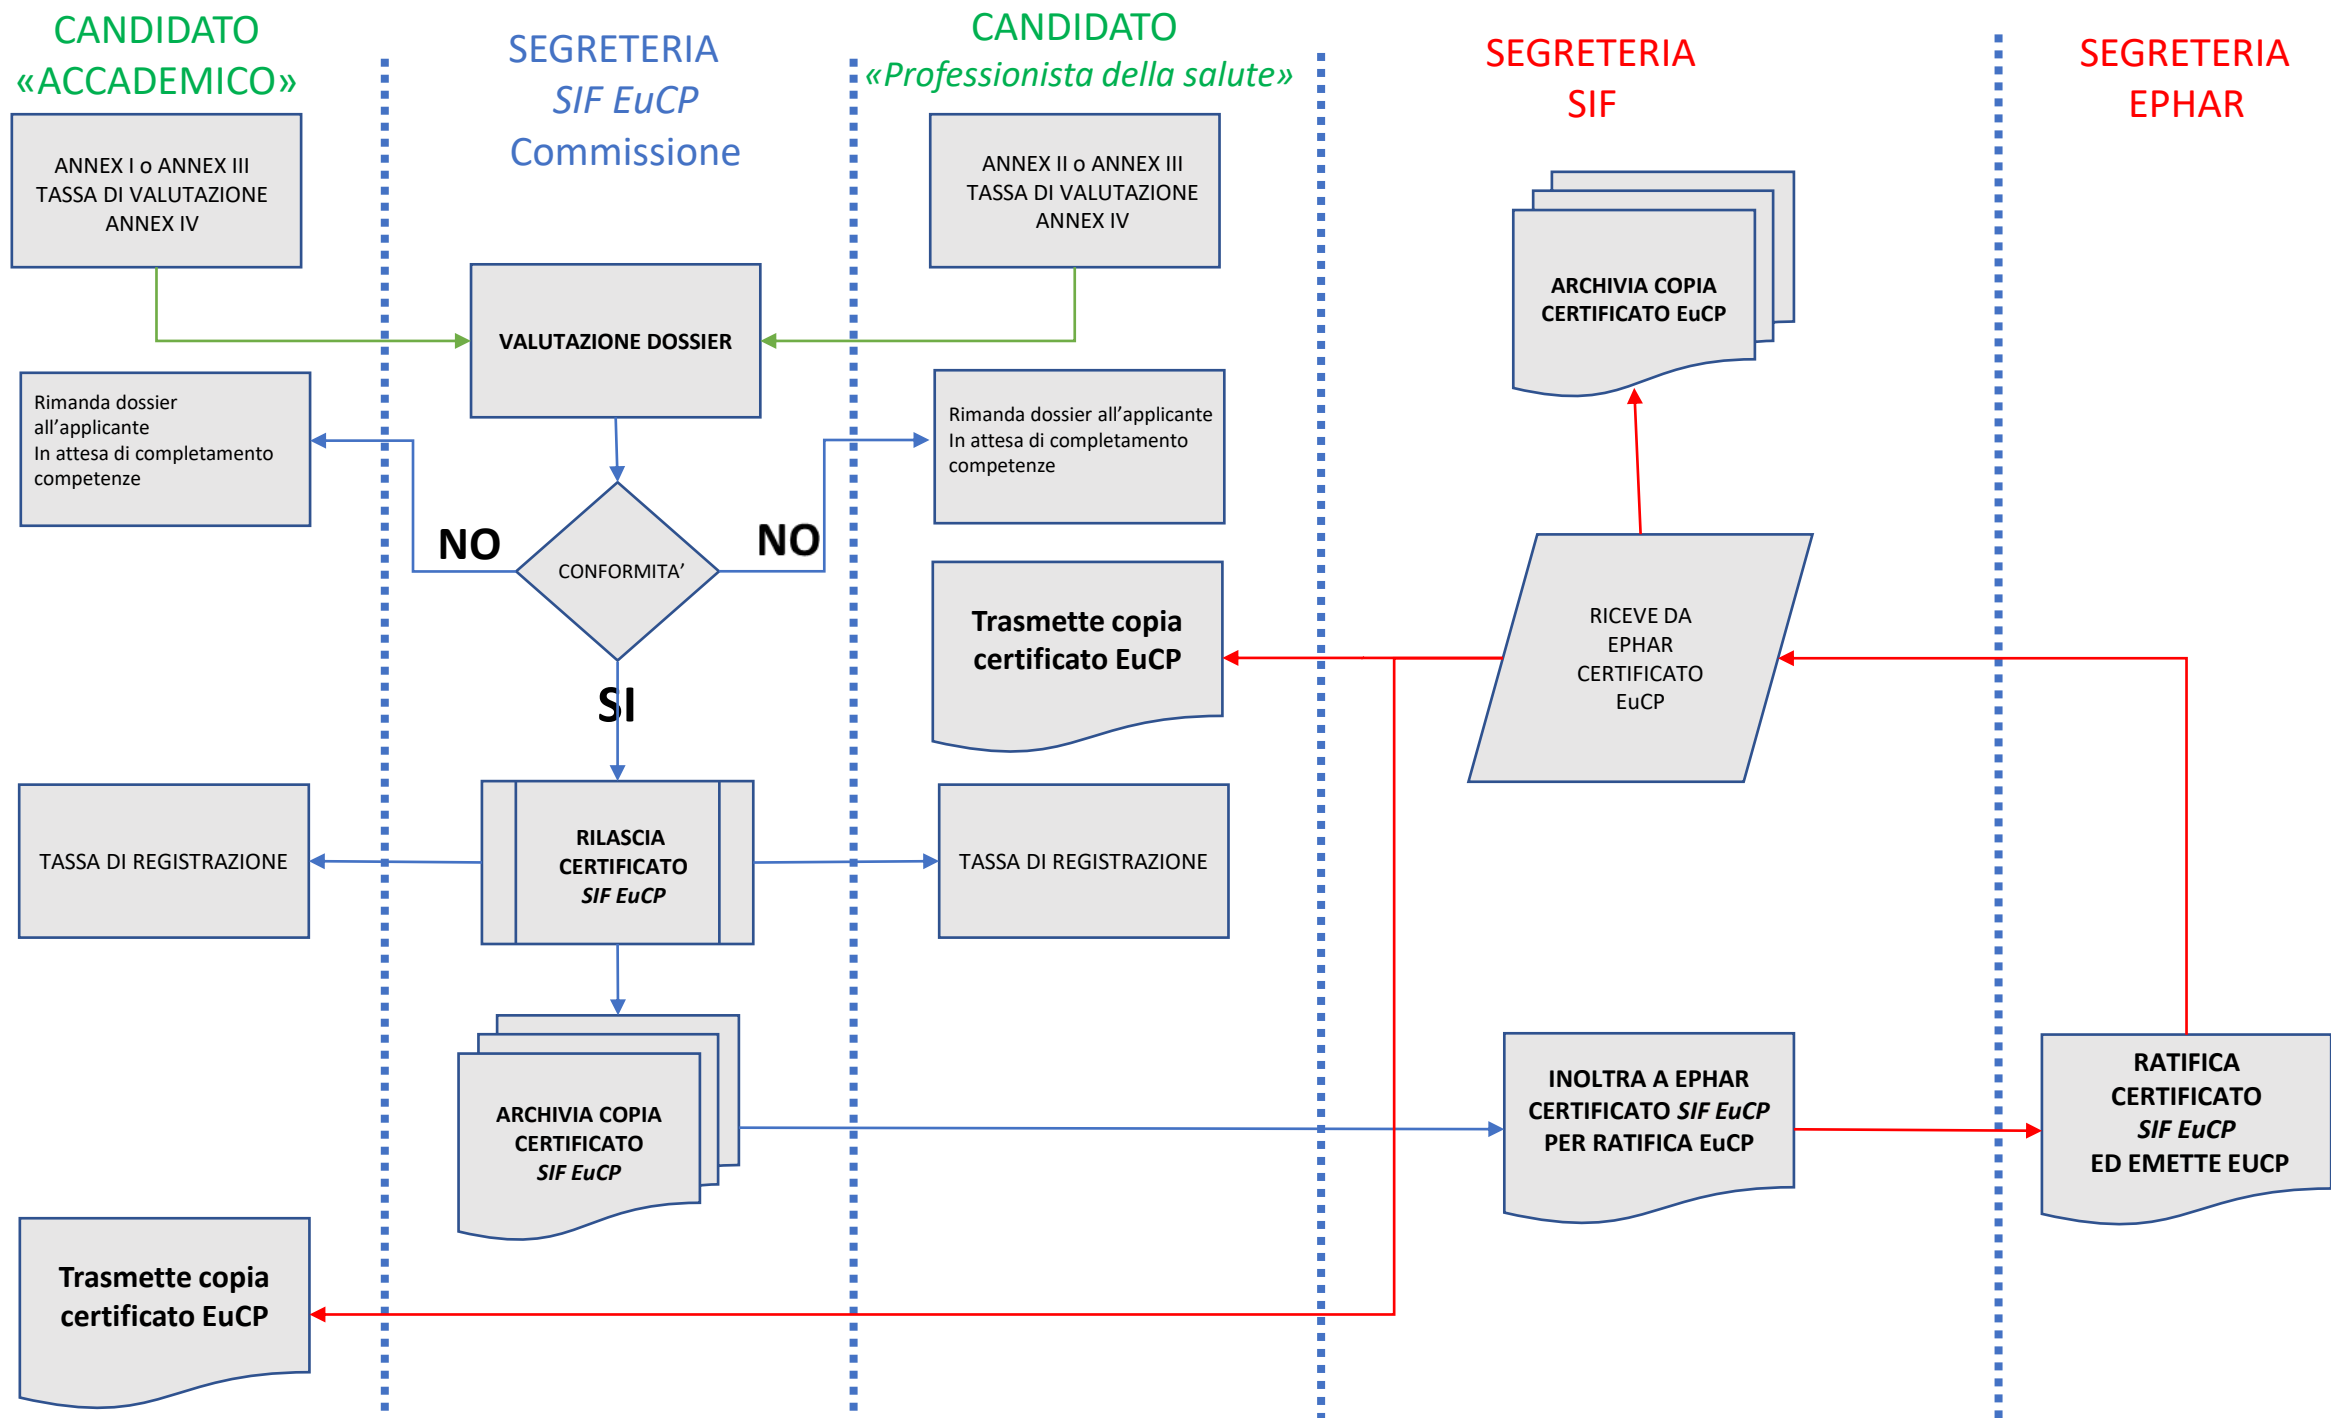 CANDIDATO
«ACCADEMICO»
SEGRETERIA
SIF EuCP
Commissione
CANDIDATO
«Professionista della salute»
SEGRETERIA
SIF
SEGRETERIA
EPHAR
ANNEX I o ANNEX III
TASSA DI VALUTAZIONE
ANNEX IV
ANNEX II o ANNEX III
TASSA DI VALUTAZIONE
ANNEX IV
VALUTAZIONE DOSSIER
ARCHIVIA COPIA
CERTIFICATO EuCP
Rimanda dossier
all’applicante
In attesa di completamento
competenze
Rimanda dossier all’applicante
In attesa di completamento
competenze
NO
NO
CONFORMITA’
SI
Trasmette copia
certificato EuCP
RICEVE DA
EPHAR
CERTIFICATO
EuCP
TASSA DI REGISTRAZIONE
RILASCIA
CERTIFICATO
SIF EuCP
TASSA DI REGISTRAZIONE
ARCHIVIA COPIA
CERTIFICATO
SIF EuCP
INOLTRA A EPHAR
CERTIFICATO SIF EuCP
PER RATIFICA EuCP
RATIFICA
CERTIFICATO
SIF EuCP
ED EMETTE EUCP
Trasmette copia
certificato EuCP